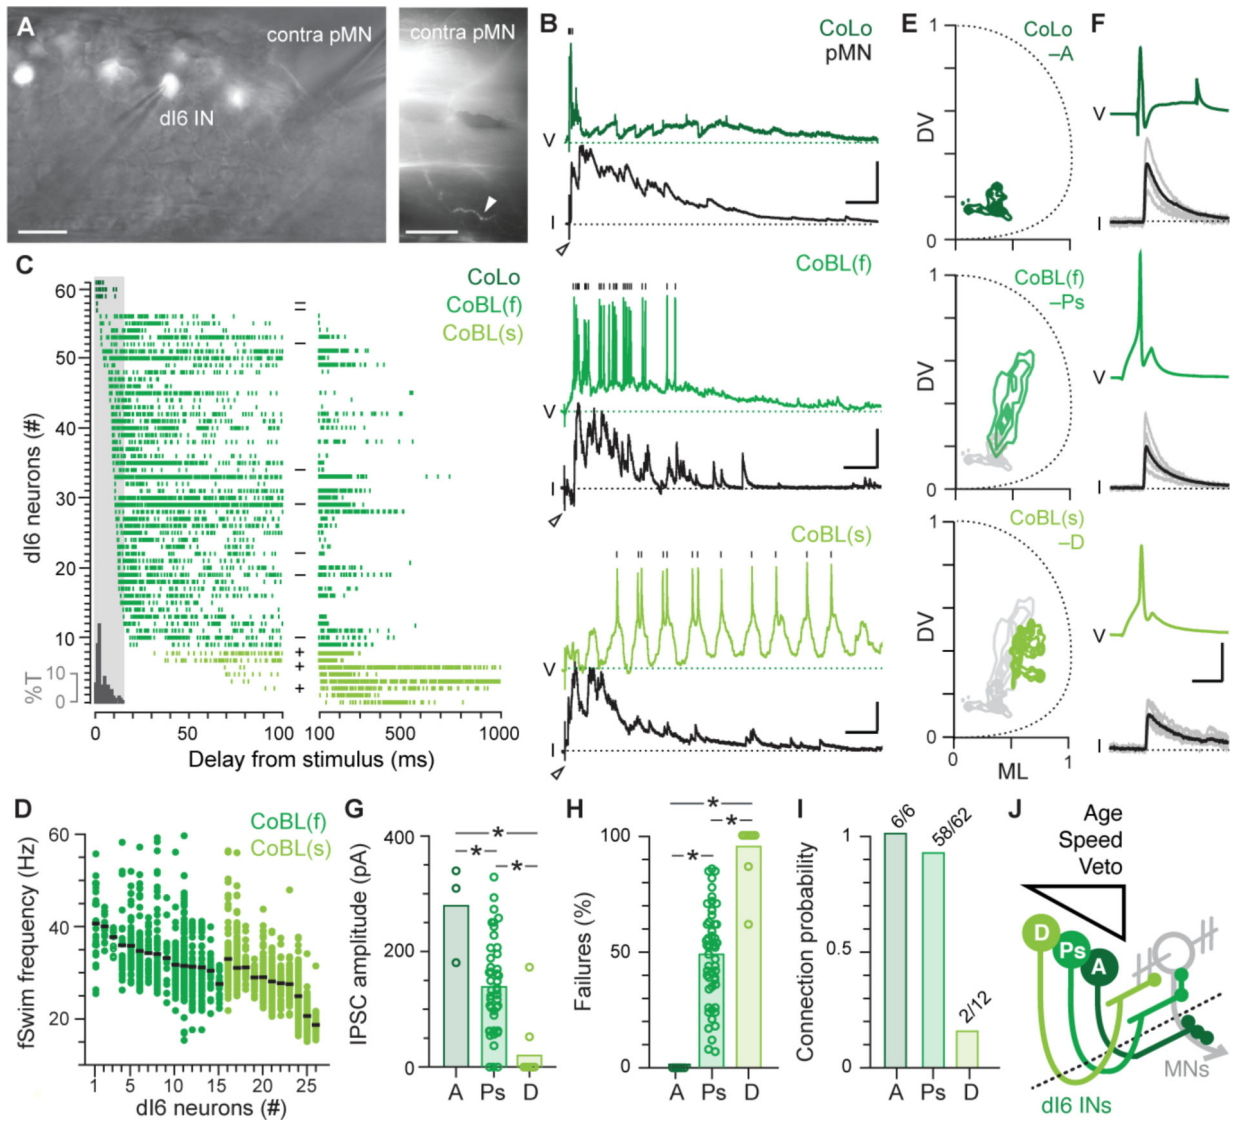 A
contra pMN
dI6 IN
contra pMN
B
CoLo
pMN
V
I
CoBL(f)
V
I
CoBL(s)
V
I
C
CoLo
CoBL(f)
CoBL(s)
dI6 neurons (#)
60
50
40
30
20
10
%T
10
0
0
50
100
100
500
1000
Delay from stimulus (ms)
D
CoBL(f)
CoBL(s)
fSwim frequency (Hz)
60
40
20
1
5
10
15
20
25
dI6 neurons (#)
E
CoLo
–A
DV
1
0
CoBL(f)
–Ps
DV
1
0
CoBL(s)
–D
DV
1
0
0
1
ML
F
V
I
V
I
V
I
G
IPSC amplitude (pA)
400
200
0
*
*
*
A Ps D
H
Failures (%)
100
50
0
*
*
*
A Ps D
I
Connection probability
1
0.5
0
6/6
58/62
2/12
A Ps D
J
Age
Speed
Veto
D
Ps
A
MNs
dI6 INs